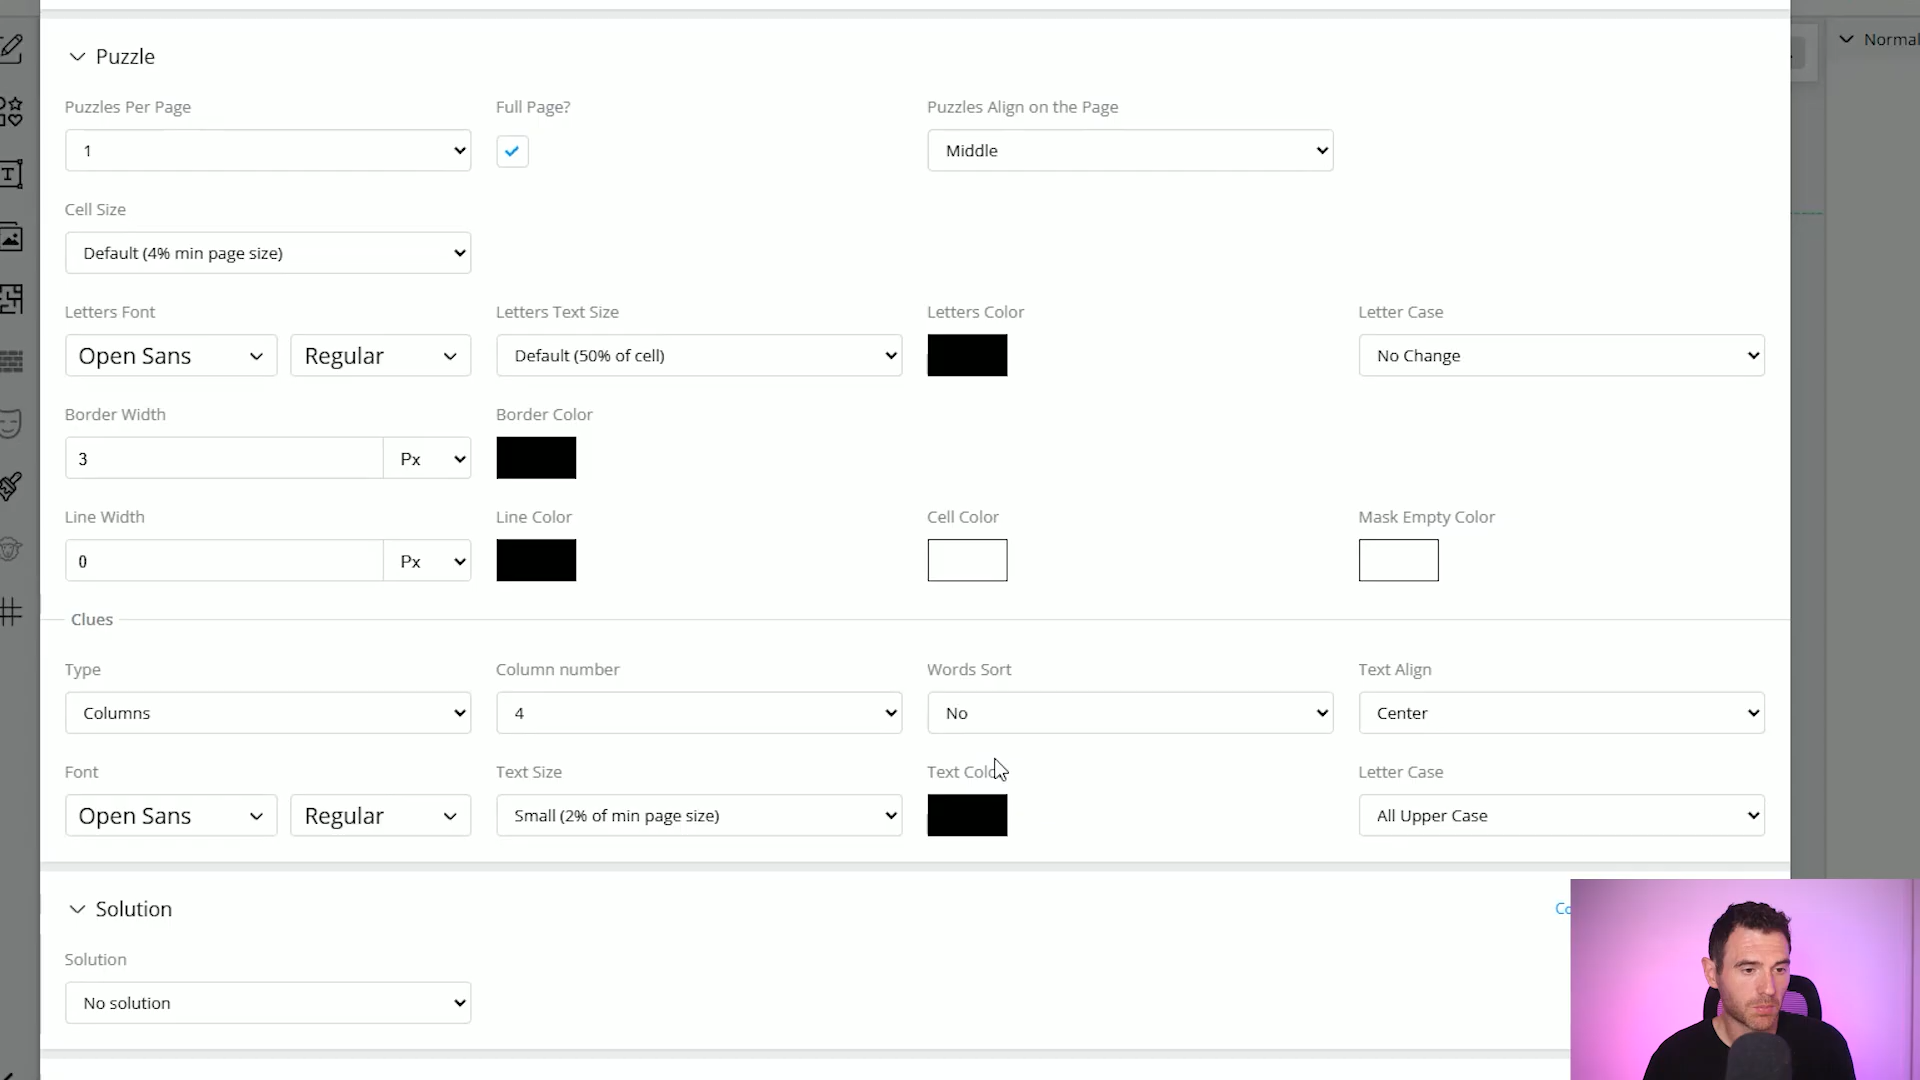 Normal
Puzzle
Puzzles Per Page
Full Page?
Puzzles Align on the Page
1
Middle
Cell Size
Default (4% min page size)
Letters Font
Letters Text Size
Letters Color
Letter Case
Open Sans
Regular
Default (50% of cell)
No Change
Border Width
Border Color
3
Px
Line Width
Line Color
Cell Color
Mask Empty Color
0
Px
Clues
Type
Column number
Words Sort
Text Align
Columns
4
No
Center
Font
Text Size
Text Color
Letter Case
Open Sans
Regular
Small (2% of min page size)
All Upper Case
Solution
Solution
No solution